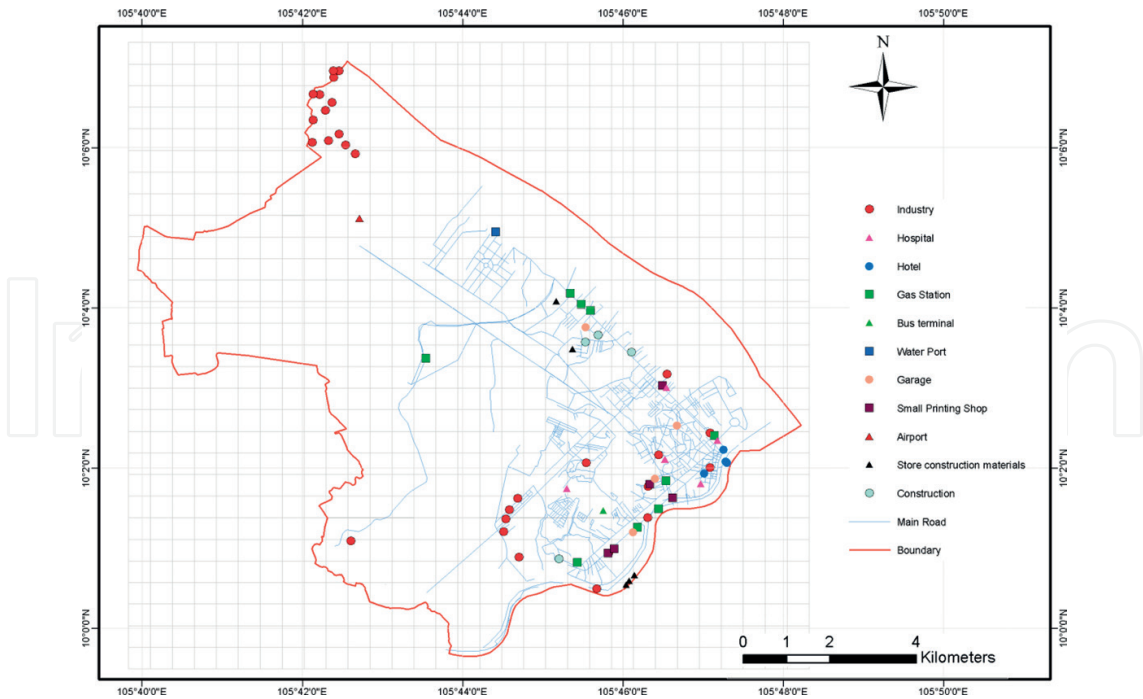 105°40'0"E 105°42'0"E 105°44'0"E 105°46'0"E 105°48'0"E 105°50'0"E
N
10°6'0"N 10°6'0"N
Industry
Hospital
Hotel
10°4'0"N 10°4'0"N
Gas Station
Bus terminal
Water Port
Garage
Small Printing Shop
Airport
10°2'0"N 10°2'0"N
Store construction materials
Construction
Main Road
Boundary
10°0'0"N 10°0'0"N
0 1 2 4
Kilometers
105°40'0"E 105°42'0"E 105°44'0"E 105°46'0"E 105°48'0"E 105°50'0"E